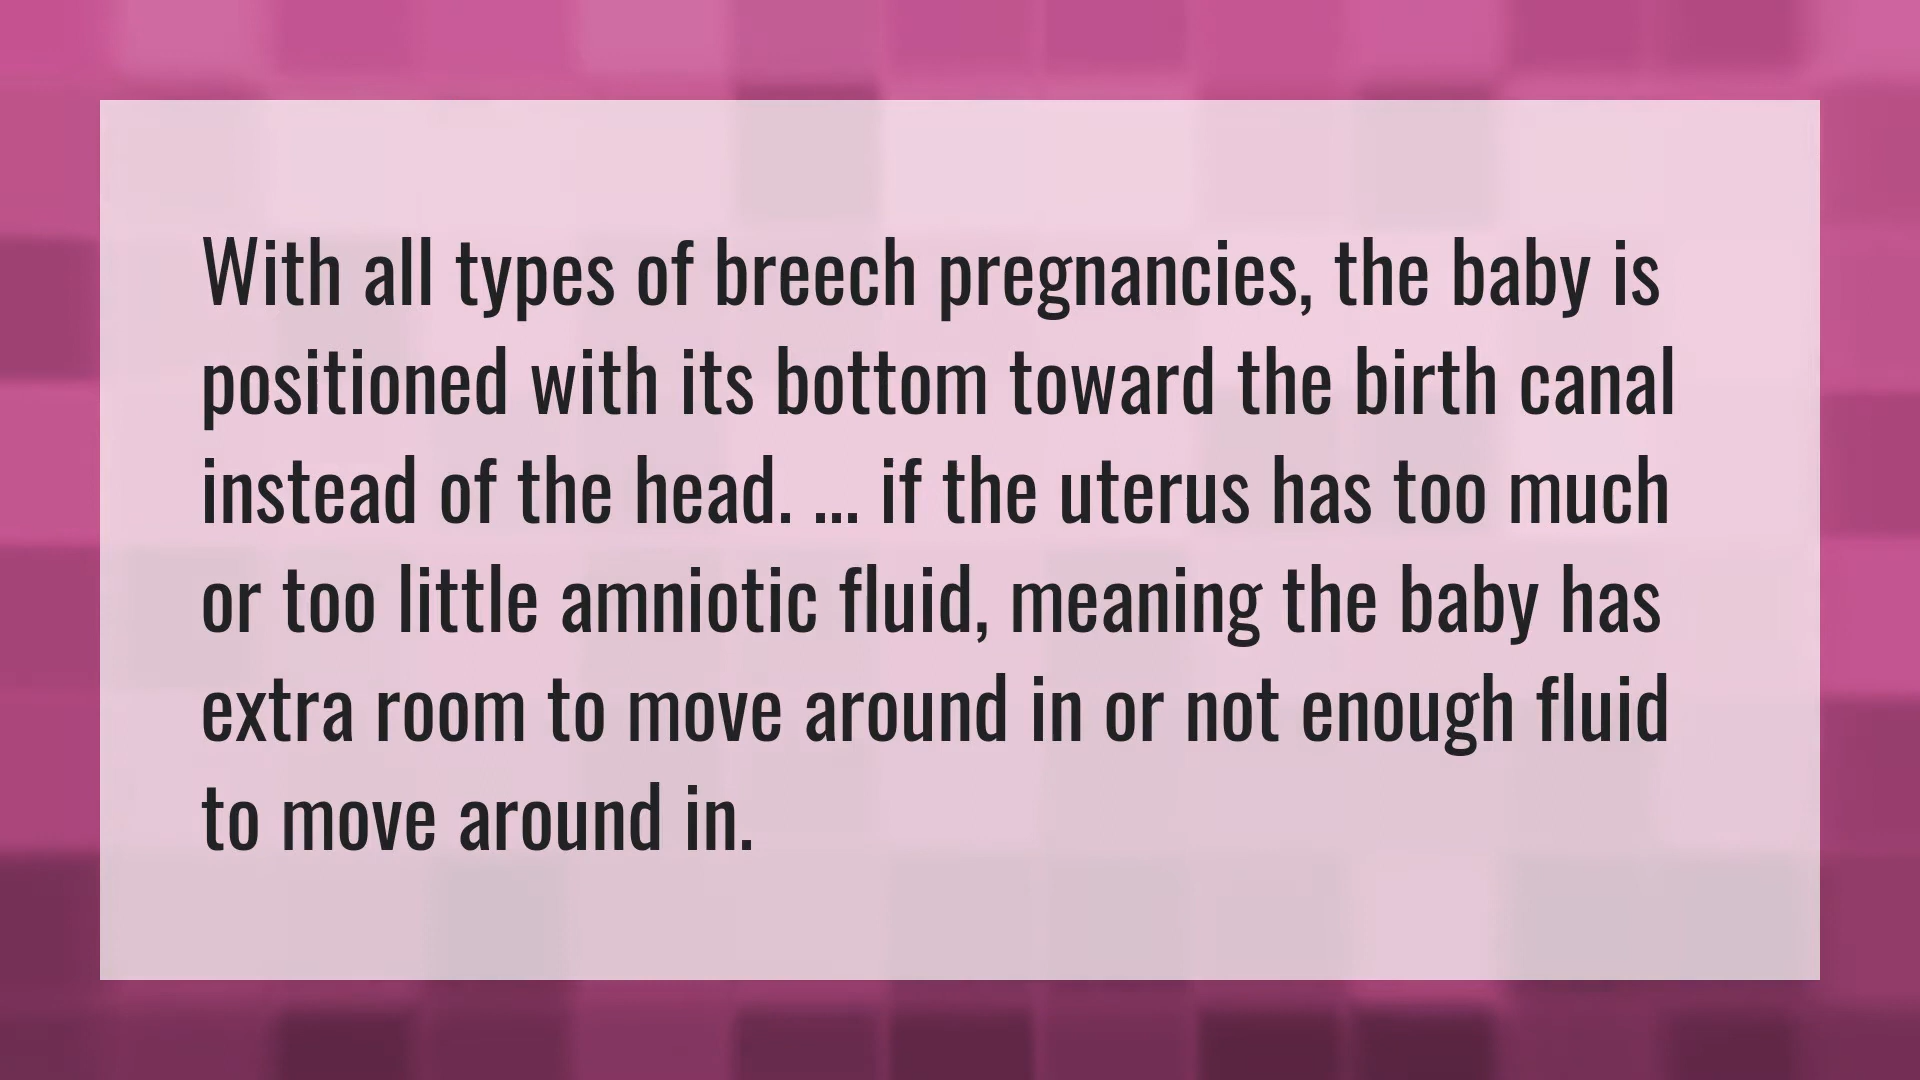 With all types of breech pregnancies, the baby is
positioned with its bottom toward the birth canal
instead of the head. ... if the uterus has too much
or too little amniotic fluid, meaning the baby has
extra room to move around in or not enough fluid
to move around in.